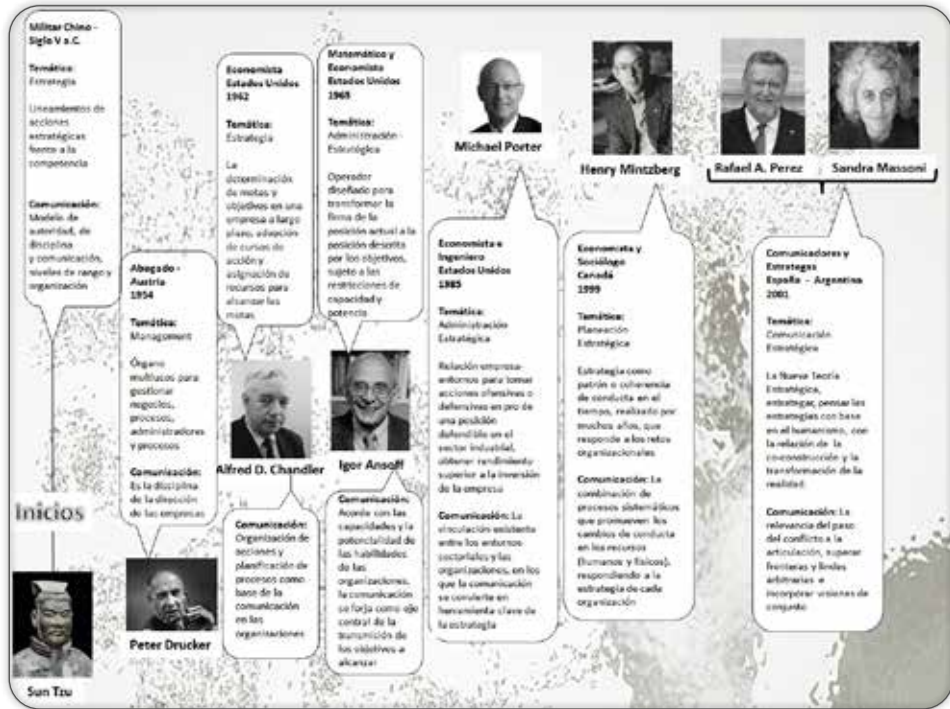 Militar Chino -
Siglo V a.C.
Temática:
Estrategia
Lineamientos de
acciones
estratégicas
frente a la
competencia
Comunicación:
Modelo de
autoridad, de
disciplina
y comunicación,
niveles de rango y
organización
Inicios
Sun Tzu
Abogado -
Austria
1954
Temática:
Management
Órgano
multiusos para
gestionar
negocios,
procesos,
administradores
y procesos
Comunicación:
Es la disciplina
de la dirección
de las empresas
Peter Drucker
Economista
Estados Unidos
1962
Temática:
Estrategia
La
determinación
de metas y
objetivos en una
empresa a largo
plazo, adopción
de cursos de
acción y
asignación de
recursos para
alcanzar las
metas
Alfred D. Chandler
Comunicación:
Organización de
acciones y
planificación de
procesos como
base de la
comunicación
en las
organizaciones
Matemático y
Economista
Estados Unidos
1965
Temática:
Administración
Estratégica
Operador
diseñado para
transformar la
firma de la
posición actual a la
posición descrita
por los objetivos,
sujeto a las
restricciones de
capacidad y
potencia
Igor Ansoff
Comunicación:
Acorde con las
capacidades y la
potencialidad de
las habilidades
de las
organizaciones,
la comunicación
se forja como eje
central de la
transmisión de
los objetivos a
alcanzar
Michael Porter
Economista e
Ingeniero
Estados Unidos
1985
Temática:
Administración
Estratégica
Relación empresa-
entornos para tomar
acciones ofensivas o
defensivas en pro de
una posición
defendible en el
sector industrial,
obtener rendimiento
superior a la inversión
de la empresa
Comunicación: La
vinculación existente
entre los entornos
sectoriales y las
organizaciones, en los
que la comunicación
se convierte en
herramienta clave de
la estrategia
Henry Mintzberg
Economista y
Sociólogo
Canadá
1999
Temática:
Planeación
Estratégica
Estrategia como
patrón o coherencia
de conducta en el
tiempo, realizado por
muchos años, que
responde a los retos
organizacionales
Comunicación: La
combinación de
procesos sistemáticos
que promueven los
cambios de conducta
en los recursos
(humanos y físicos),
respondiendo a la
estrategia de cada
organización
Rafael A. Perez
Sandra Massoni
Comunicadores y
Estrategas
España - Argentina
2001
Temática:
Comunicación
Estratégica
La Nueva Teoría
Estratégica,
estrategar, pensar las
estrategias con base
en el humanismo, con
la relación de la
co-construcción y la
transformación de la
realidad
Comunicación: La
relevancia del paso
del conflicto a la
articulación, superar
fronteras y lindes
arbitrarias e
incorporar visiones de
conjunto